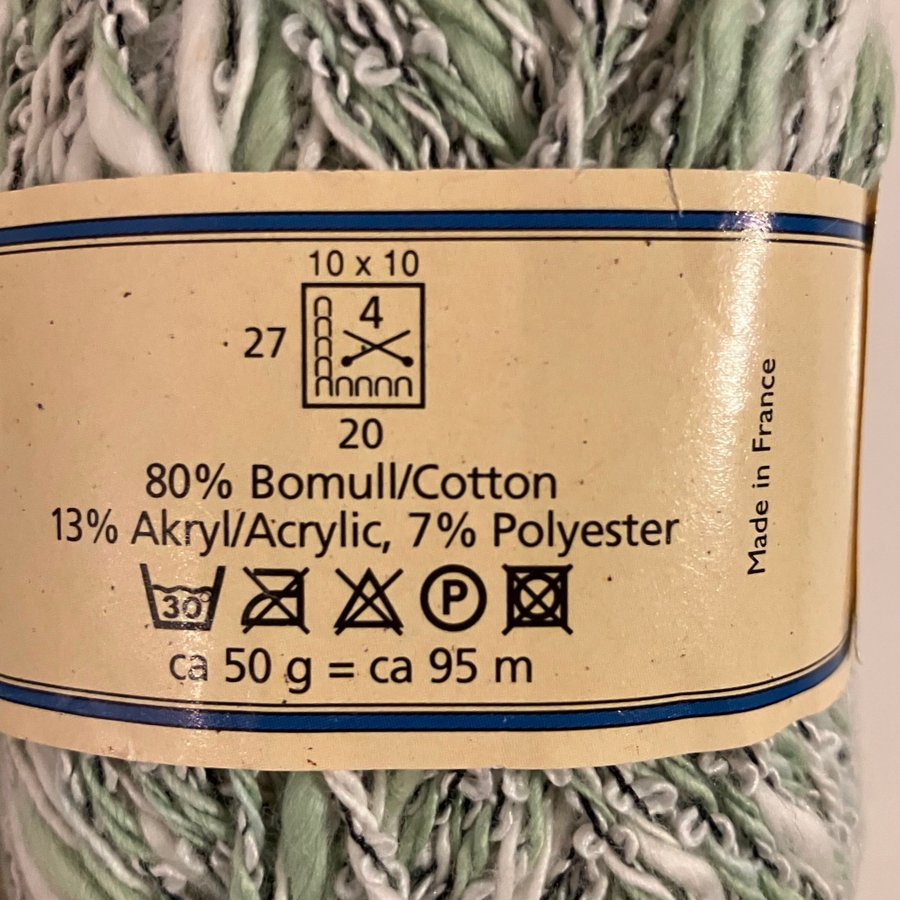 10 x 10
4
27
20
80% Bomull/Cotton
13% Akryl/Acrylic, 7% Polyester
30°
P
ca 50 g = ca 95 m
Made in France